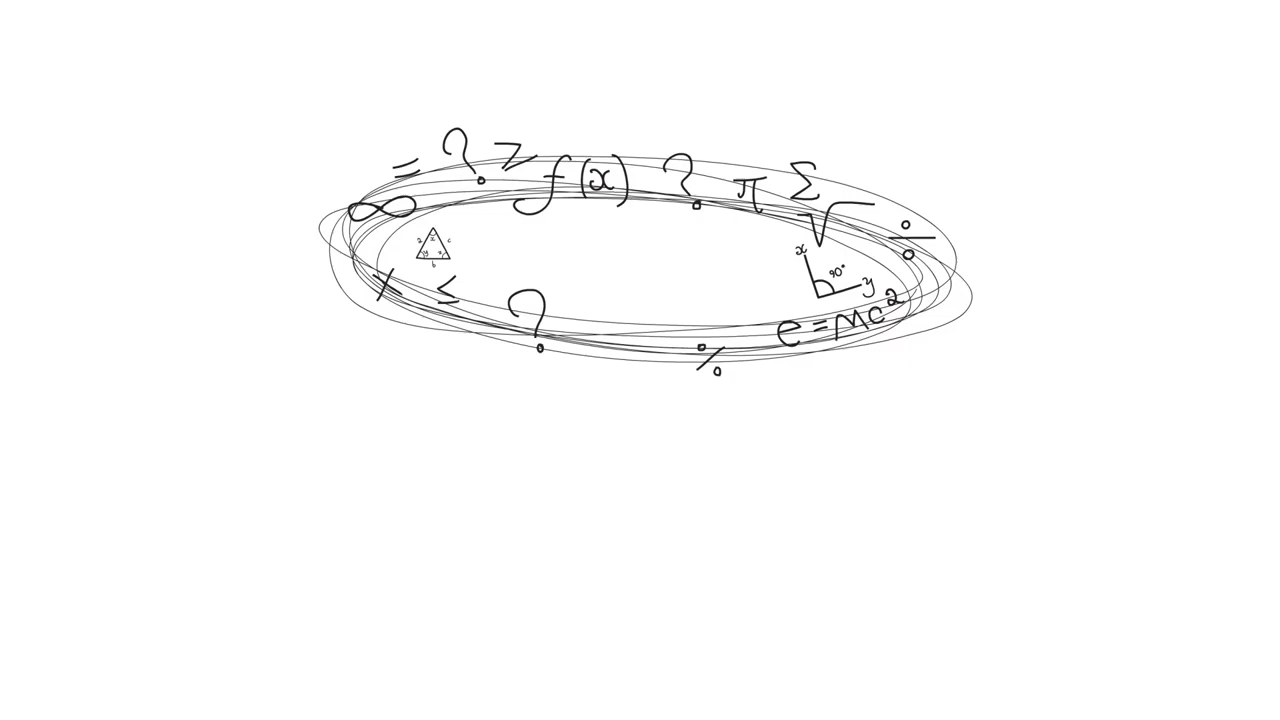 = ? ≥ f(x) ? π Σ
∞ √ ÷
a x c
y z
b
x 90° y
× ≤ ? % e=mc²